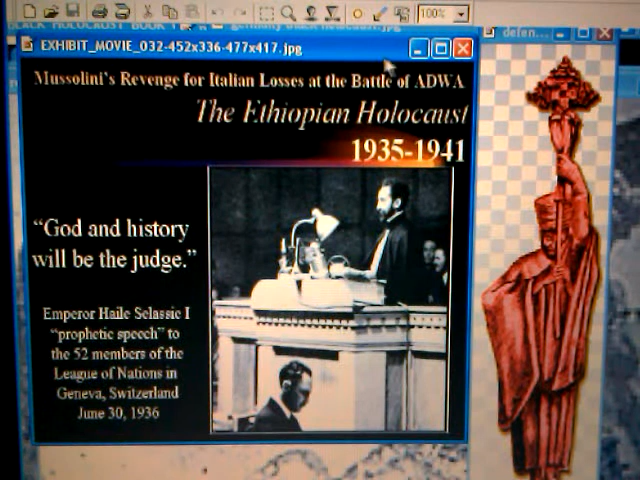 100%
EXHIBIT_MOVIE_032-452x336-477x417.jpg
defen...
Mussolini's Revenge for Italian Losses at the Battle of ADWA
The Ethiopian Holocaust
1935-1941
“God and history
will be the judge.”
Emperor Haile Selassie I
“prophetic speech” to
the 52 members of the
League of Nations in
Geneva, Switzerland
June 30, 1936